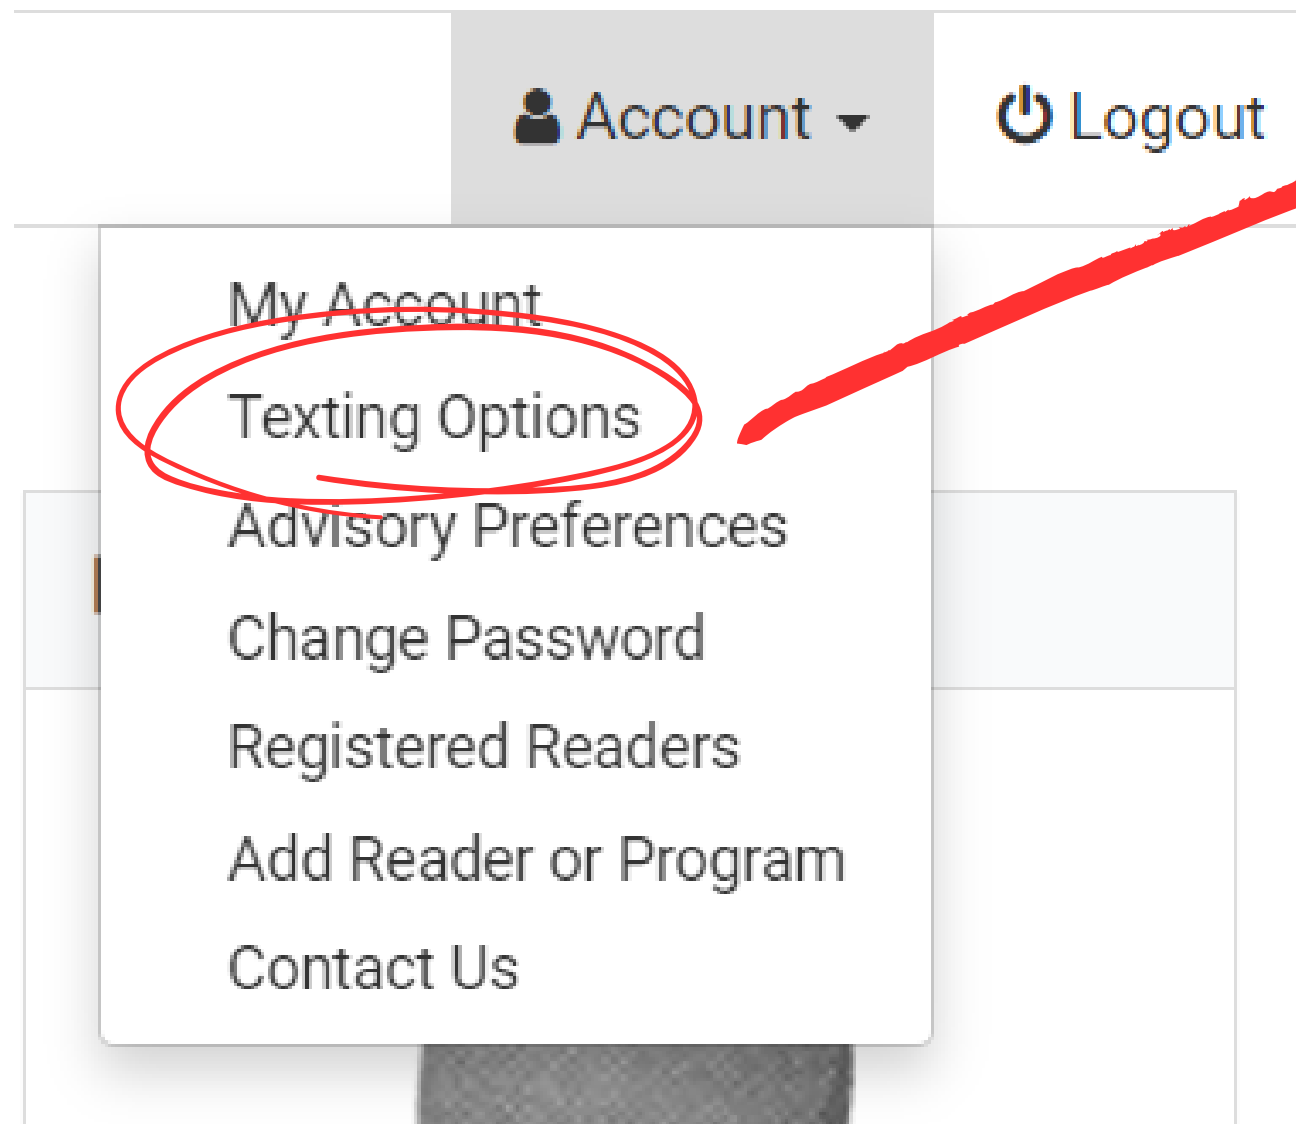 Account Logout
My Account
Texting Options
Advisory Preferences
Change Password
Registered Readers
Add Reader or Program
Contact Us